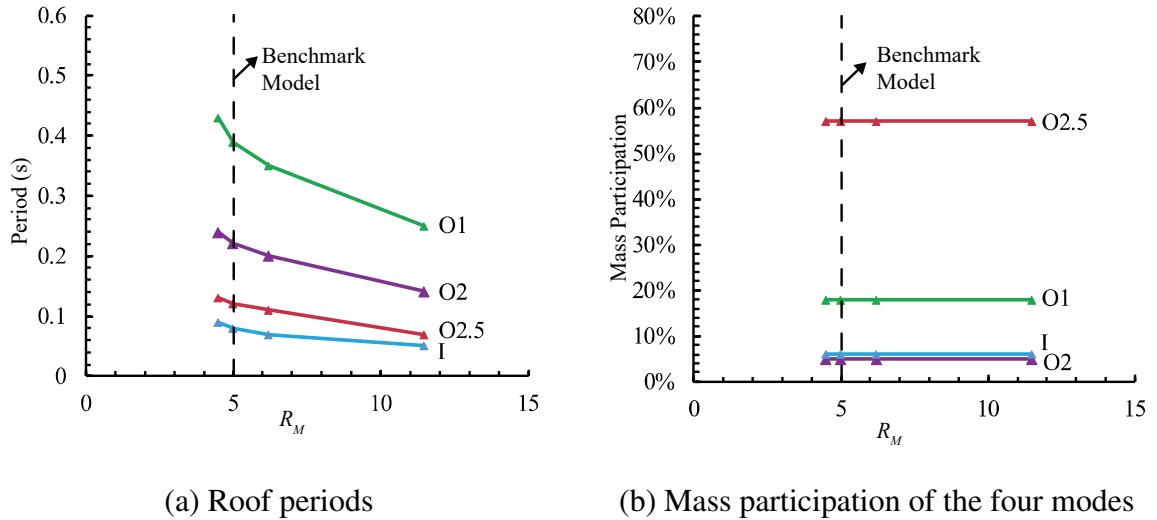 0.6
0.5
0.4
0.3
0.2
0.1
0
Period (s)
Benchmark
Model
O1
O2
O2.5
I
0
5
10
15
R_M
(a) Roof periods
80%
70%
60%
50%
40%
30%
20%
10%
0%
Mass Participation
Benchmark
Model
O2.5
O1
I
O2
0
5
10
15
R_M
(b) Mass participation of the four modes